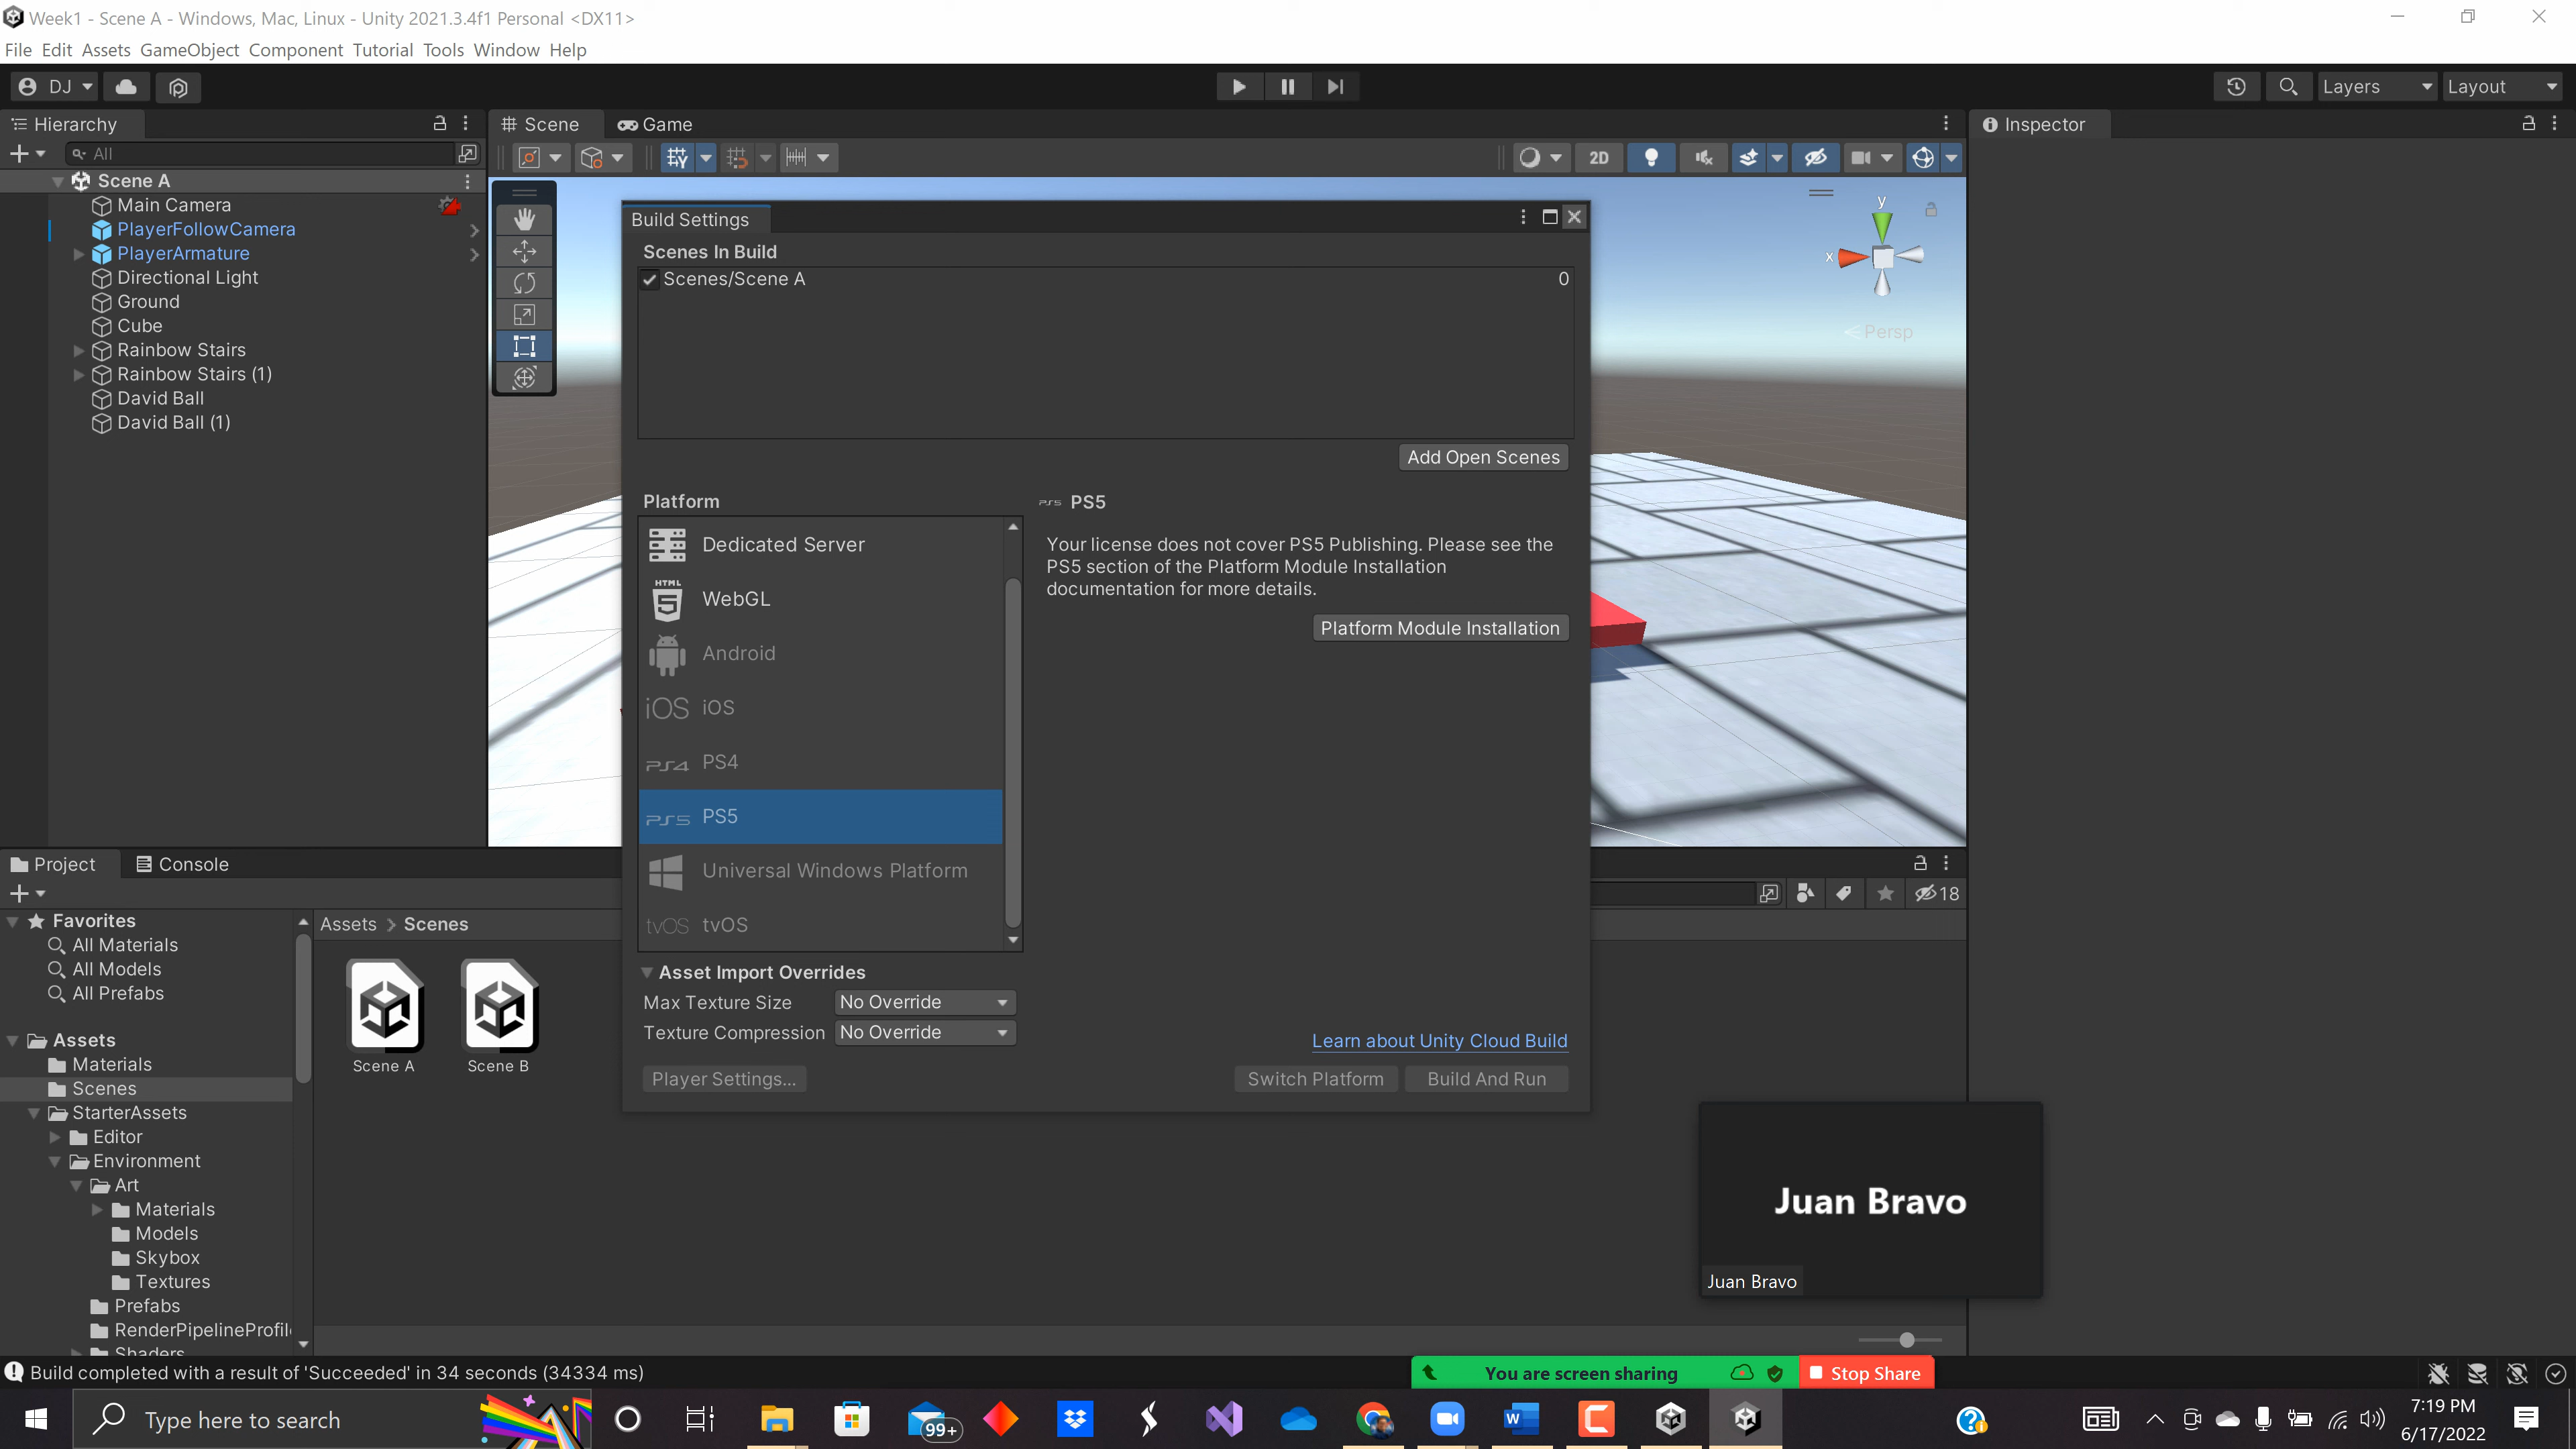 Week1 - Scene A - Windows, Mac, Linux - Unity 2021.3.4f1 Personal <DX11>
File Edit Assets GameObject Component Tutorial Tools Window Help
DJ
Layers
Layout
Hierarchy
Scene
Game
Inspector
All
2D
Scene A
Main Camera
PlayerFollowCamera
PlayerArmature
Directional Light
Ground
Cube
Rainbow Stairs
Rainbow Stairs (1)
David Ball
David Ball (1)
y
x
Persp
Build Settings
Scenes In Build
Scenes/Scene A 0
Add Open Scenes
Platform
Dedicated Server
HTML
5
WebGL
Android
iOS iOS
PS4 PS4
PS5 PS5
Universal Windows Platform
tvOS tvOS
PS5 PS5
Your license does not cover PS5 Publishing. Please see the
PS5 section of the Platform Module Installation
documentation for more details.
Platform Module Installation
Asset Import Overrides
Max Texture Size No Override
Texture Compression No Override
Learn about Unity Cloud Build
Player Settings...
Switch Platform
Build And Run
Project
Console
18
Favorites
All Materials
All Models
All Prefabs
Assets
Materials
Scenes
StarterAssets
Editor
Environment
Art
Materials
Models
Skybox
Textures
Prefabs
RenderPipelineProfil
Shaders
Assets > Scenes
Scene A
Scene B
Juan Bravo
Juan Bravo
Build completed with a result of 'Succeeded' in 34 seconds (34334 ms)
You are screen sharing
Stop Share
Type here to search
99+
W
7:19 PM
6/17/2022